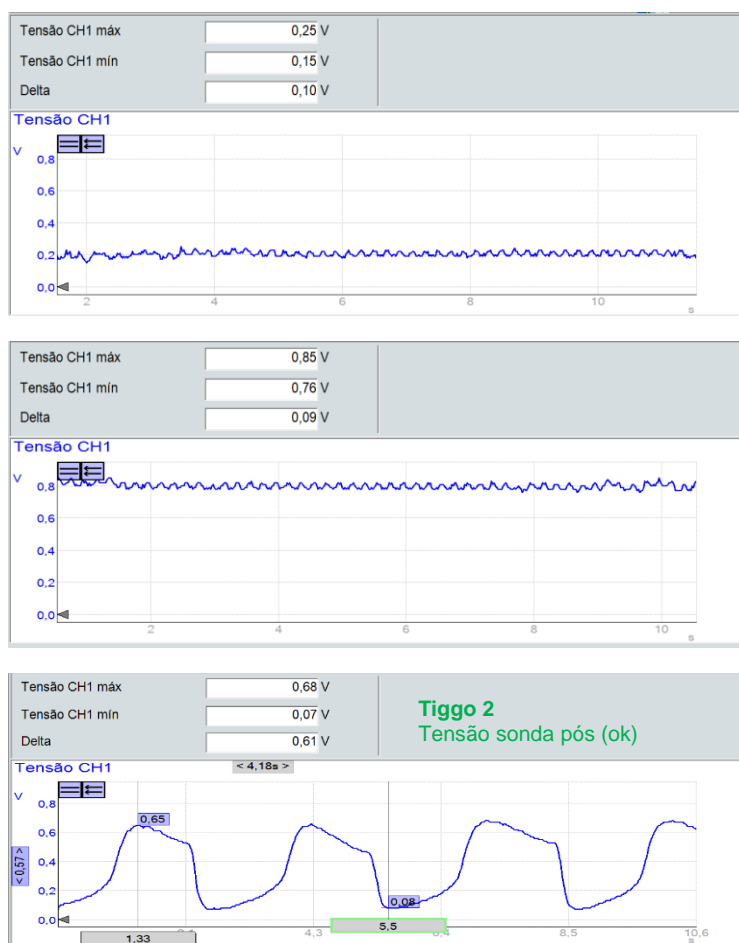 Tensão CH1 máx 0,25 V
Tensão CH1 mín 0,15 V
Delta 0,10 V
Tensão CH1
V
0,8
0,6
0,4
0,2
0,0
2 4 6 8 10
s
Tensão CH1 máx 0,85 V
Tensão CH1 mín 0,76 V
Delta 0,09 V
Tensão CH1
V
0,8
0,6
0,4
0,2
0,0
2 4 6 8 10
s
Tensão CH1 máx 0,68 V
Tensão CH1 mín 0,07 V
Delta 0,61 V
Tiggo 2
Tensão sonda pós (ok)
Tensão CH1
< 4,18s >
V
0,8
0,65
0,6
< 0,57 >
0,4
0,2
0,08
0,0
4,3 5,5 8,5 10,6
1,33
s